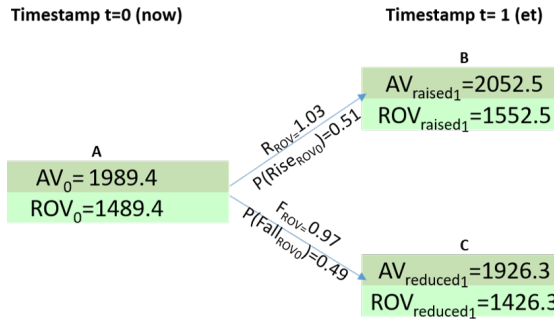 Timestamp t=0 (now)
Timestamp t= 1 (et)
B
AVraised1=2052.5
ROVraised1=1552.5
RROV=1.03
P(RiseROV0)=0.51
A
AV0= 1989.4
ROV0=1489.4
FROV=0.97
P(FallROV0)=0.49
C
AVreduced1=1926.3
ROVreduced1=1426.3